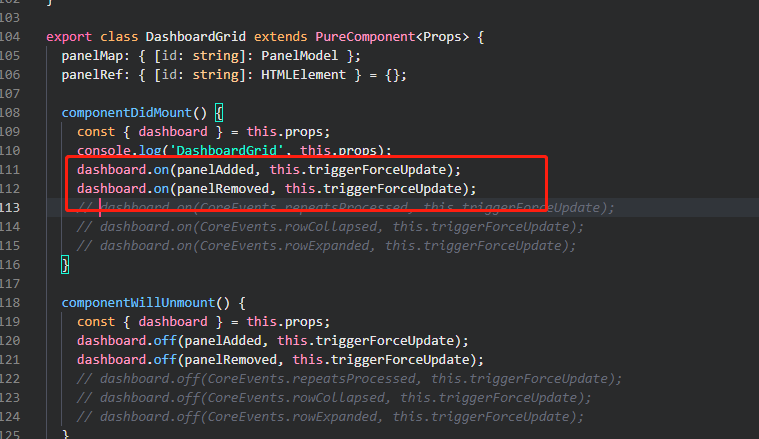 103
104 export class DashboardGrid extends PureComponent<Props> {
105 panelMap: { [id: string]: PanelModel };
106 panelRef: { [id: string]: HTMLElement } = {};
107
108 componentDidMount() {
109 const { dashboard } = this.props;
110 console.log('DashboardGrid', this.props);
111 dashboard.on(panelAdded, this.triggerForceUpdate);
112 dashboard.on(panelRemoved, this.triggerForceUpdate);
113 // dashboard.on(CoreEvents.repeatsProcessed, this.triggerForceUpdate);
114 // dashboard.on(CoreEvents.rowCollapsed, this.triggerForceUpdate);
115 // dashboard.on(CoreEvents.rowExpanded, this.triggerForceUpdate);
116 }
117
118 componentWillUnmount() {
119 const { dashboard } = this.props;
120 dashboard.off(panelAdded, this.triggerForceUpdate);
121 dashboard.off(panelRemoved, this.triggerForceUpdate);
122 // dashboard.off(CoreEvents.repeatsProcessed, this.triggerForceUpdate);
123 // dashboard.off(CoreEvents.rowCollapsed, this.triggerForceUpdate);
124 // dashboard.off(CoreEvents.rowExpanded, this.triggerForceUpdate);
125 }